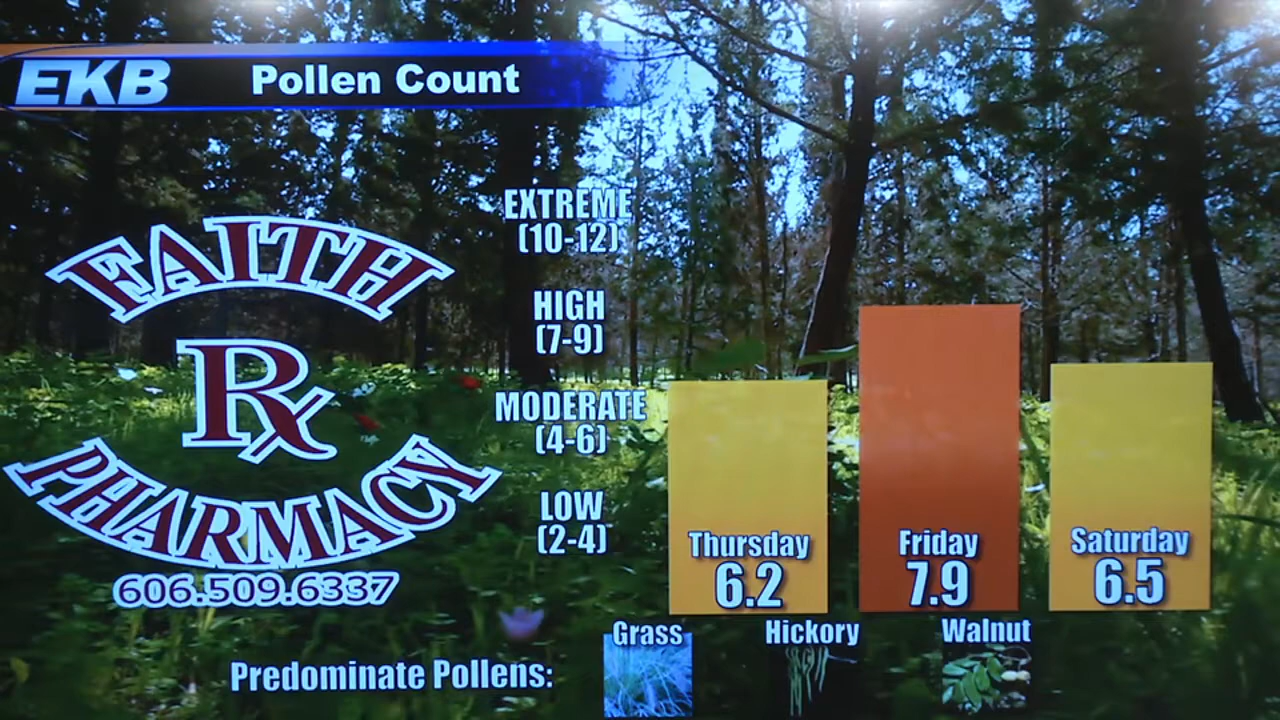 EKB Pollen Count
FAITH
Rx
PHARMACY
606.509.6337
EXTREME
(10-12)
HIGH
(7-9)
MODERATE
(4-6)
LOW
(2-4)
Thursday
6.2
Friday
7.9
Saturday
6.5
Predominate Pollens:
Grass
Hickory
Walnut